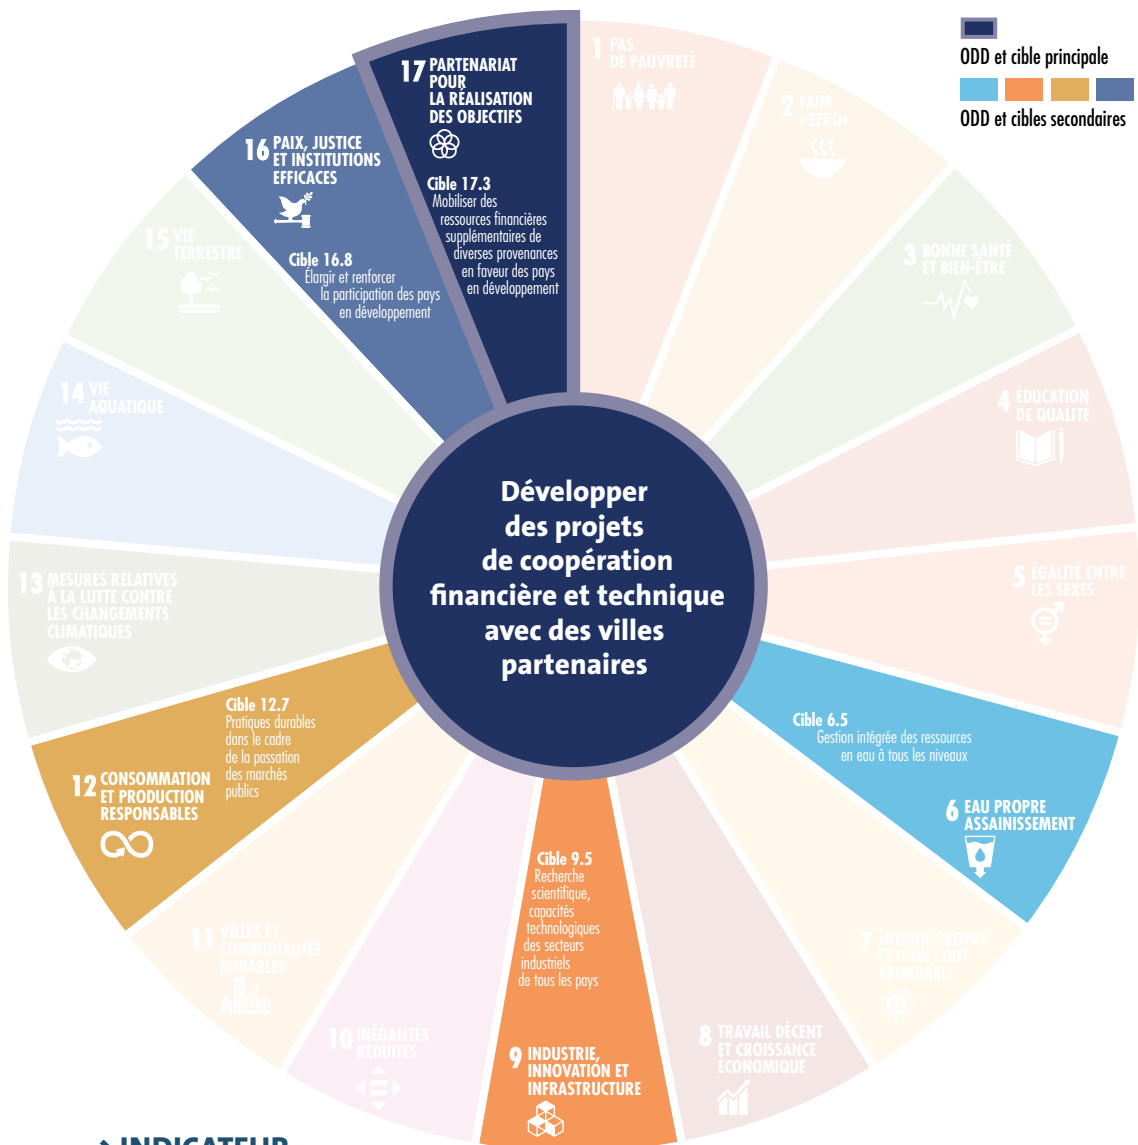 ODD et cible principale
ODD et cibles secondaires
1 PAS
DE PAUVRETÉ
2 FAIM
«ZÉRO»
3 BONNE SANTÉ
ET BIEN-ÊTRE
4 ÉDUCATION
DE QUALITÉ
5 ÉGALITÉ ENTRE
LES SEXES
Cible 6.5
Gestion intégrée des ressources
en eau à tous les niveaux
6 EAU PROPRE
ASSAINISSEMENT
7 ÉNERGIE PROPRE
ET D'UN COÛT
ABORDABLE
8 TRAVAIL DÉCENT
ET CROISSANCE
ÉCONOMIQUE
Cible 9.5
Recherche
scientifique,
capacités
technologiques
des secteurs
industriels
de tous les pays
9 INDUSTRIE,
INNOVATION ET
INFRASTRUCTURE
10 INÉGALITÉS
RÉDUITES
11 VILLES ET
COMMUNAUTÉS
DURABLES
Cible 12.7
Pratiques durables
dans le cadre
de la passation
des marchés
publics
12 CONSOMMATION
ET PRODUCTION
RESPONSABLES
13 MESURES RELATIVES
À LA LUTTE CONTRE
LES CHANGEMENTS
CLIMATIQUES
14 VIE
AQUATIQUE
15 VIE
TERRESTRE
16 PAIX, JUSTICE
ET INSTITUTIONS
EFFICACES
Cible 16.8
Élargir et renforcer
la participation des pays
en développement
17 PARTENARIAT
POUR
LA RÉALISATION
DES OBJECTIFS
Cible 17.3
Mobiliser des
ressources financières
supplémentaires de
diverses provenances
en faveur des pays
en développement
Développer
des projets
de coopération
financière et technique
avec des villes
partenaires
INDICATEUR